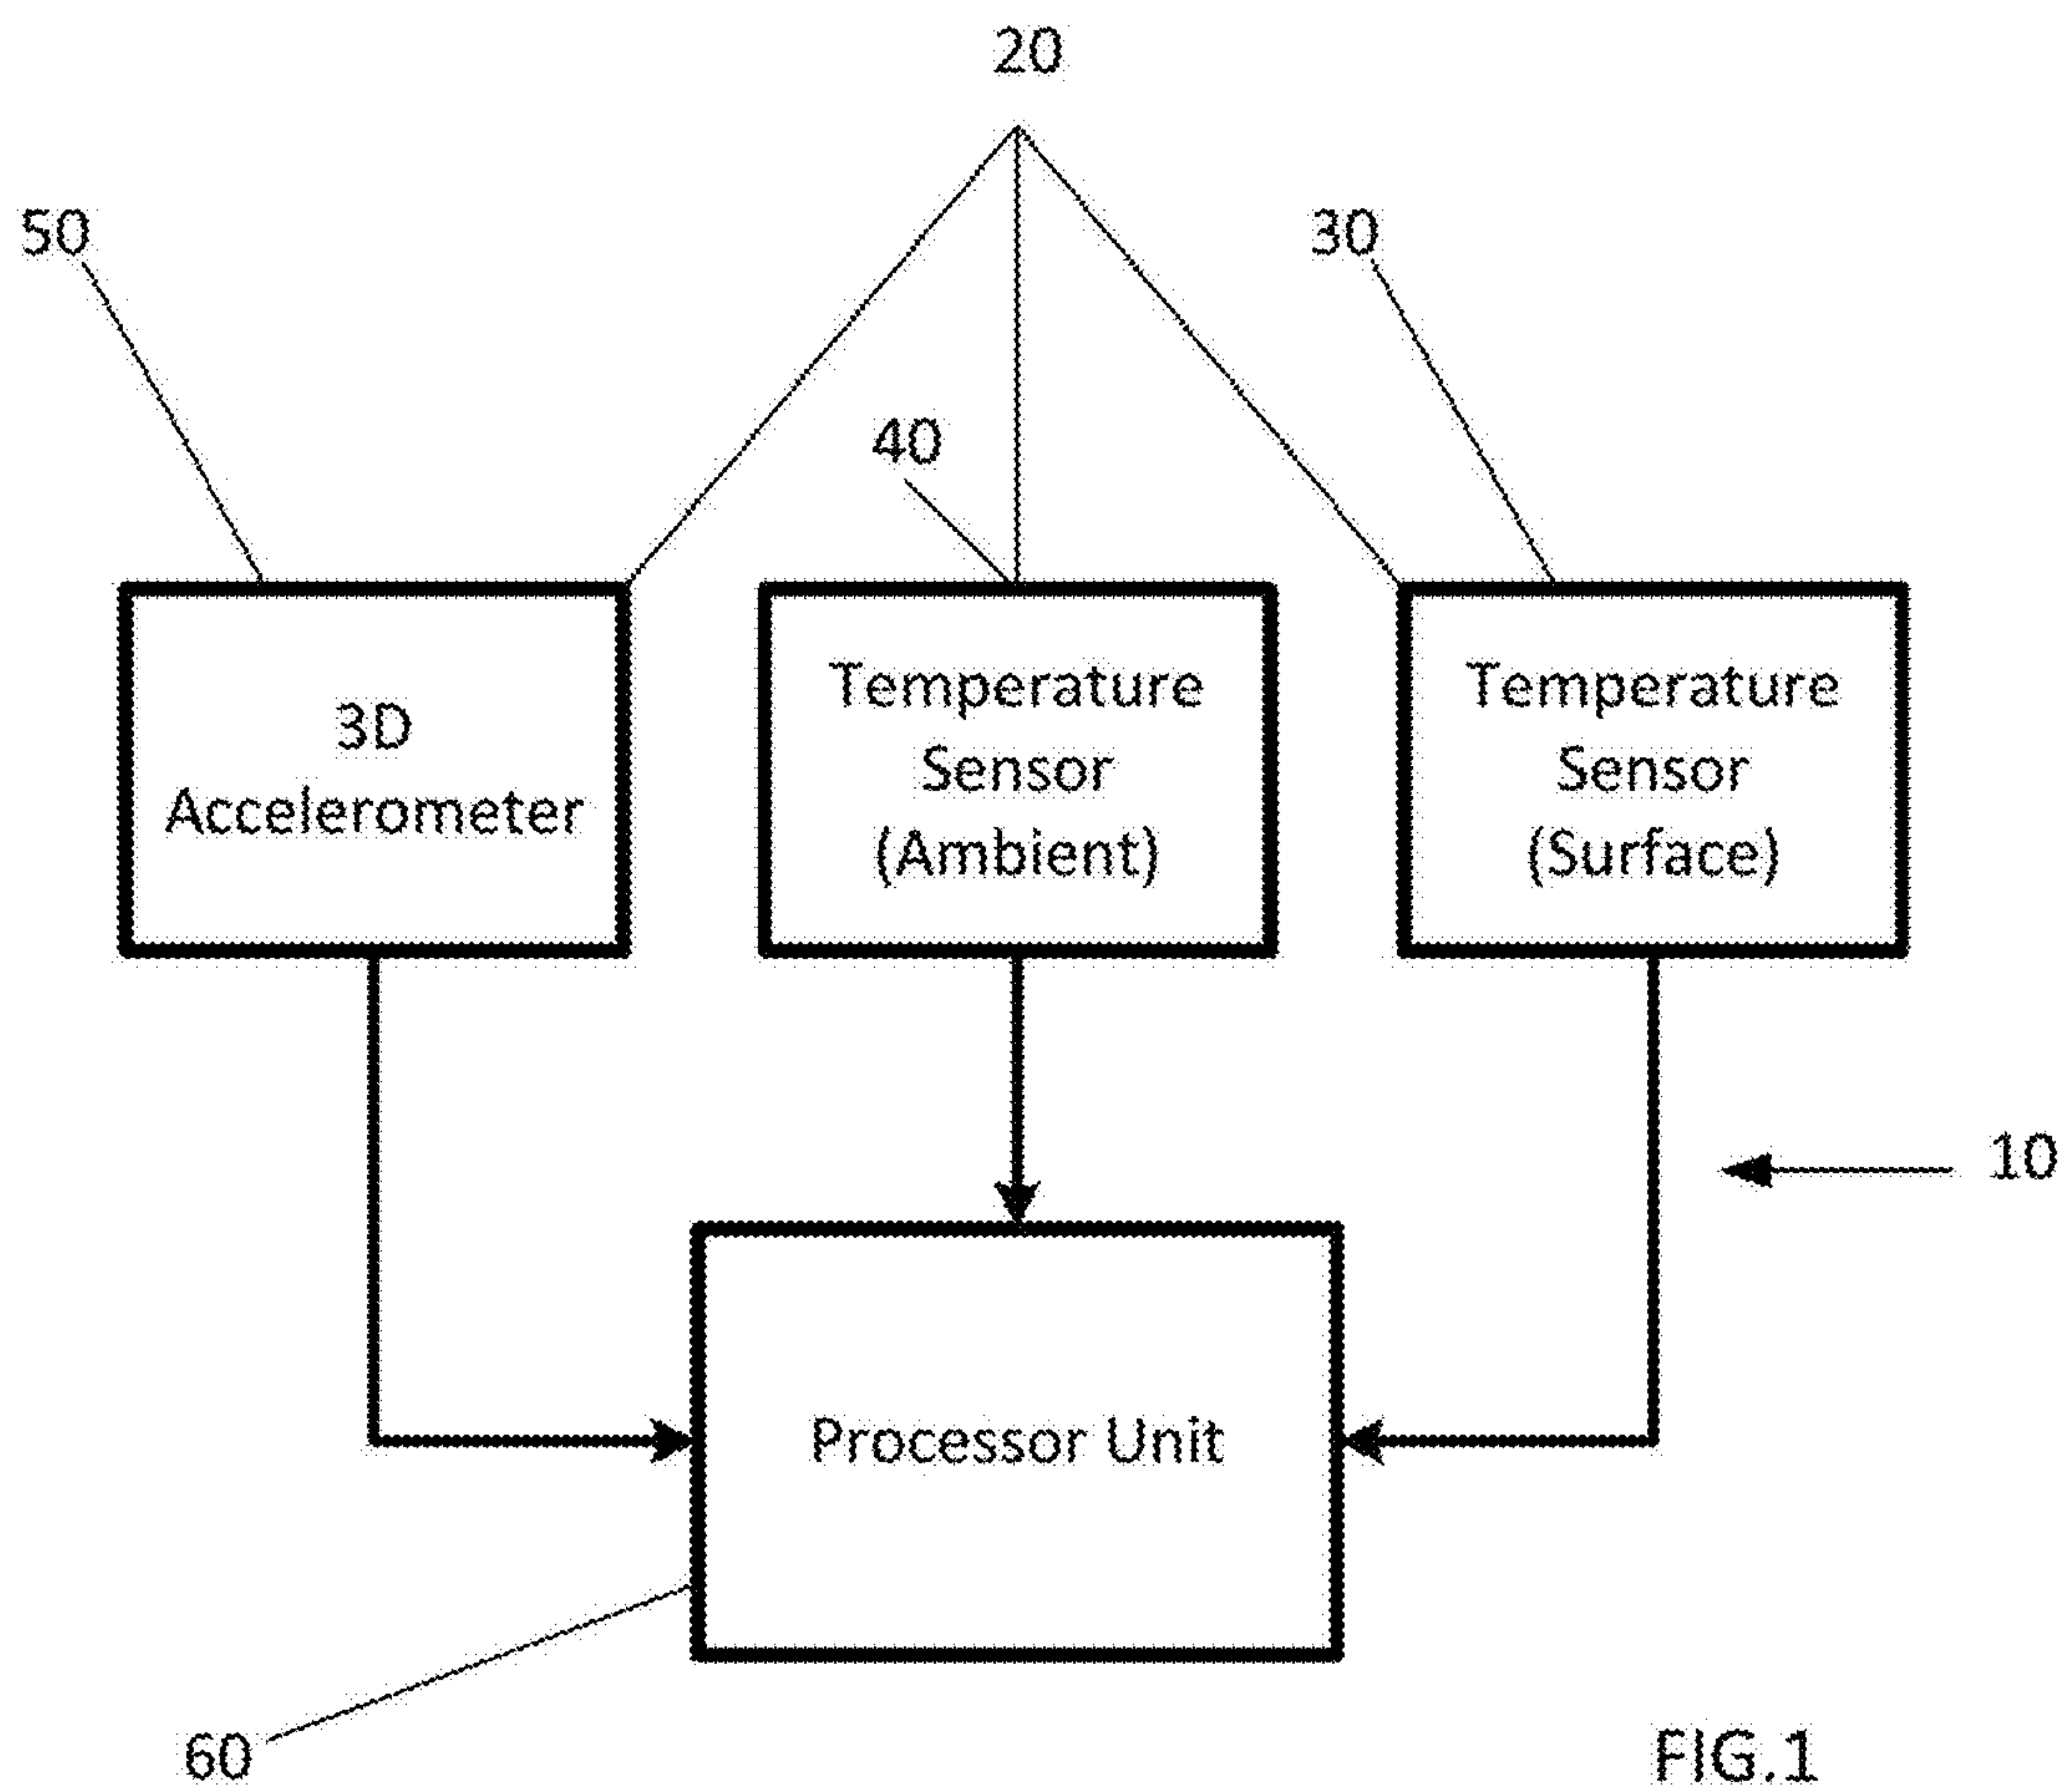 20
50
30
40
3D
Accelerometer
Temperature
Sensor
(Ambient)
Temperature
Sensor
(Surface)
10
Processor Unit
60
FIG.1